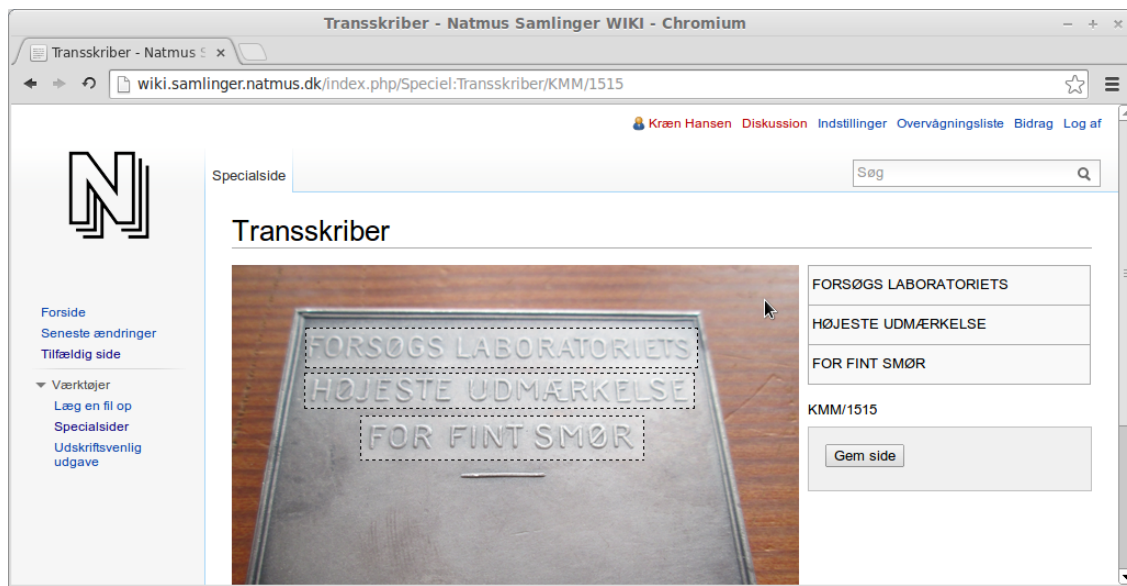 Transskriber - Natmus Samlinger WIKI - Chromium
Transskriber - Natmus S
wiki.samlinger.natmus.dk/index.php/Speciel:Transskriber/KMM/1515
Kræn Hansen Diskussion Indstillinger Overvågningsliste Bidrag Log af
N
Specialside
Søg
Transskriber
Forside
Seneste ændringer
Tilfældig side
Værktøjer
Læg en fil op
Specialsider
Udskriftsvenlig
udgave
FORSØGS LABORATORIETS
HØJESTE UDMÆRKELSE
FOR FINT SMØR
FORSØGS LABORATORIETS
HØJESTE UDMÆRKELSE
FOR FINT SMØR
KMM/1515
Gem side